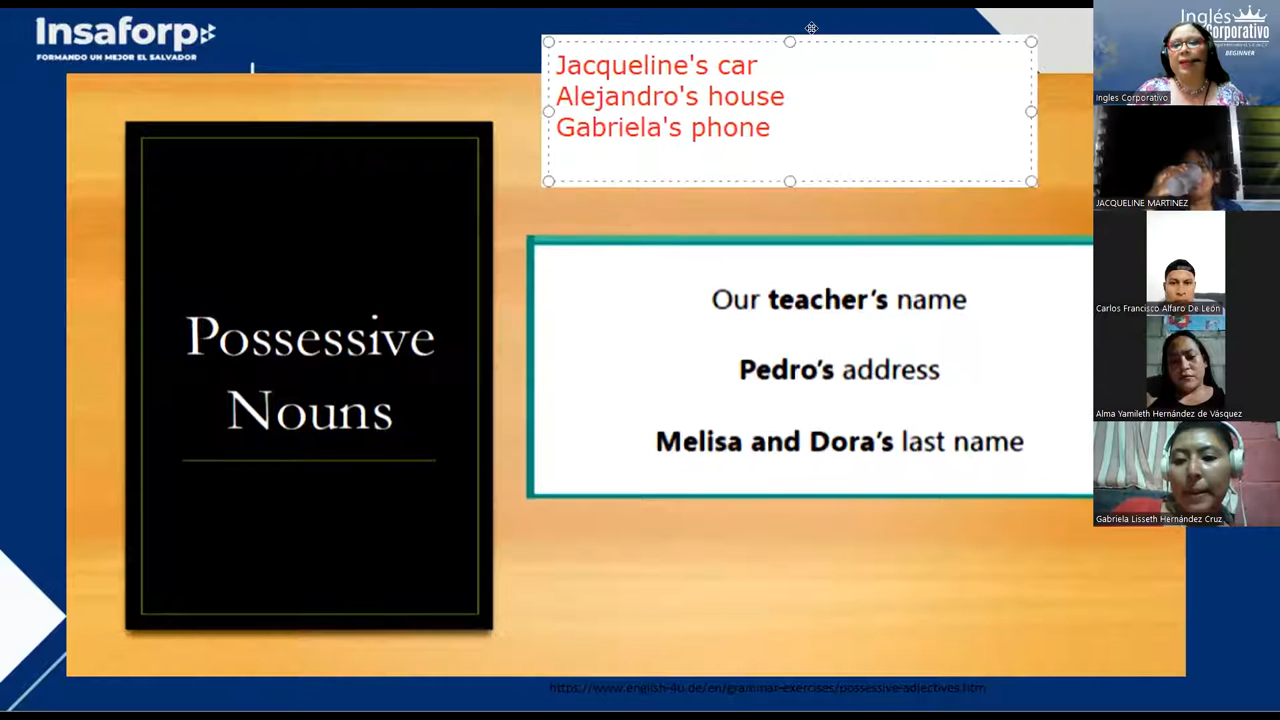 Insaforp
FORMANDO UN MEJOR EL SALVADOR
Jacqueline's car
Alejandro's house
Gabriela's phone
Possessive
Nouns
Our teacher's name
Pedro's address
Melisa and Dora's last name
https://www.english-4u.de/en/grammar-exercises/possessive-adjectives.htm
Inglés
Corporativo
BEGINNER
Ingles Corporativo
JACQUELINE MARTINEZ
Carlos Francisco Alfaro De León
Alma Yamileth Hernández de Vásquez
Gabriela Lisseth Hernández Cruz